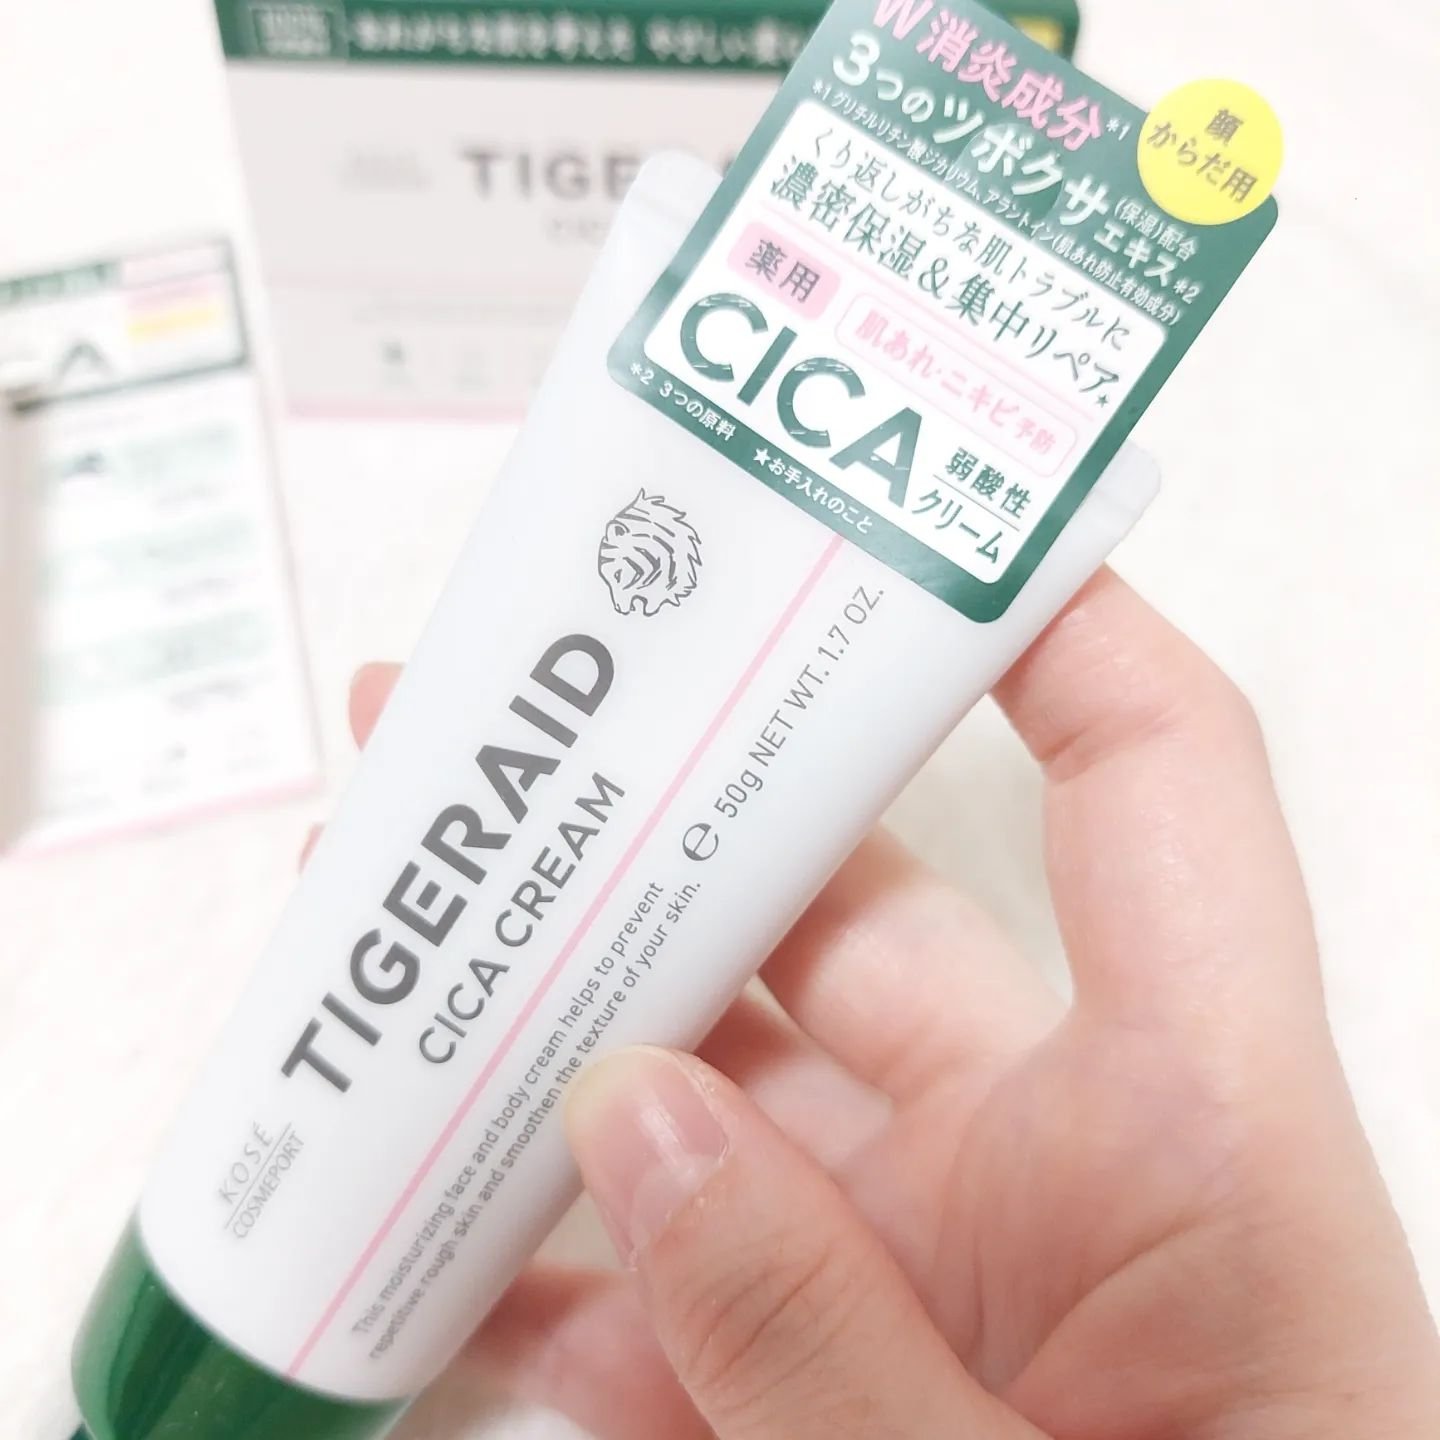 W消炎成分*1
3つのツボクサエキス*2
(保湿)配合
*1 グリチルリチン酸ジカリウム、アラントイン(肌あれ防止有効成分)
くり返しがちな肌トラブルに
濃密保湿&集中リペア★
薬用
肌あれ・ニキビ予防
CICA
弱酸性
クリーム
*2 3つの原料 ★お手入れのこと
顔
からだ用
TIGERAID
CICA CREAM
50g NET WT. 1.7 OZ.
This moisturizing face and body cream helps to prevent
repetitive rough skin and smoothen the texture of your skin.
KOSÉ
COSMEPORT
TIGE